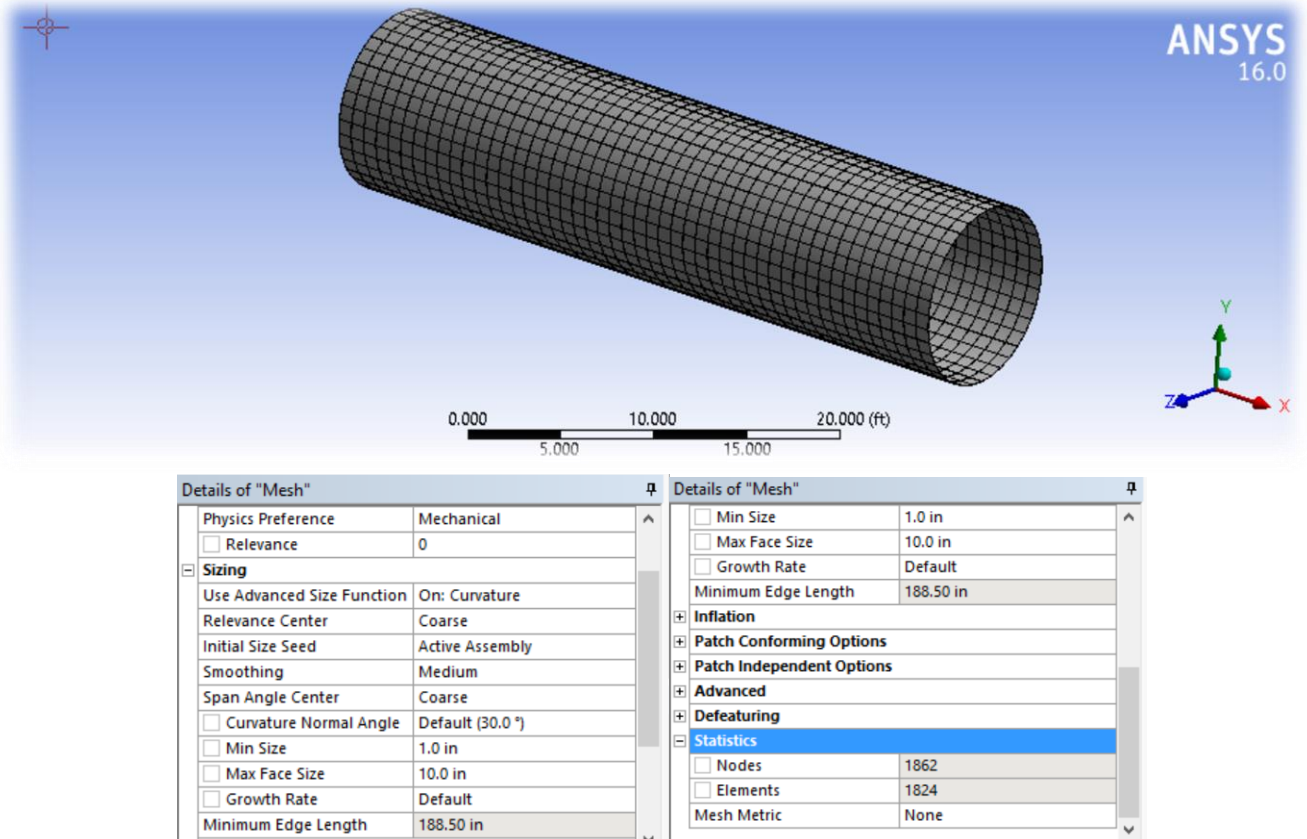 ANSYS
16.0
Y
Z X
0.000 10.000 20.000 (ft)
5.000 15.000
Details of "Mesh"
Physics Preference Mechanical
Relevance 0
Sizing
Use Advanced Size Function On: Curvature
Relevance Center Coarse
Initial Size Seed Active Assembly
Smoothing Medium
Span Angle Center Coarse
Curvature Normal Angle Default (30.0 °)
Min Size 1.0 in
Max Face Size 10.0 in
Growth Rate Default
Minimum Edge Length 188.50 in
Details of "Mesh"
Min Size 1.0 in
Max Face Size 10.0 in
Growth Rate Default
Minimum Edge Length 188.50 in
Inflation
Patch Conforming Options
Patch Independent Options
Advanced
Defeaturing
Statistics
Nodes 1862
Elements 1824
Mesh Metric None